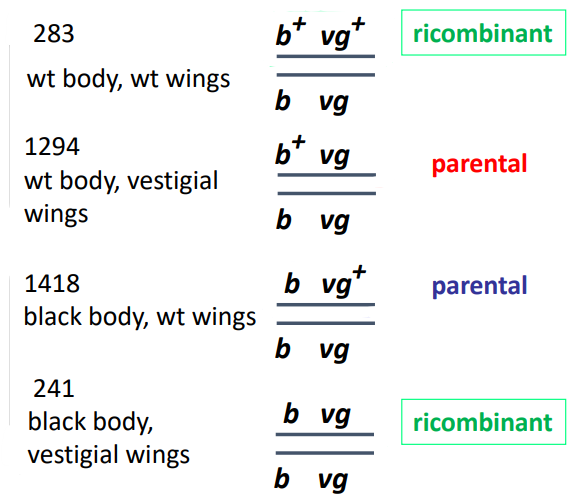 283
b+ vg+
ricombinant
wt body, wt wings
b vg
1294
b+ vg
wt body, vestigial
wings
parental
b vg
1418
b vg+
parental
black body, wt wings
b vg
241
black body,
vestigial wings
b vg
ricombinant
b vg